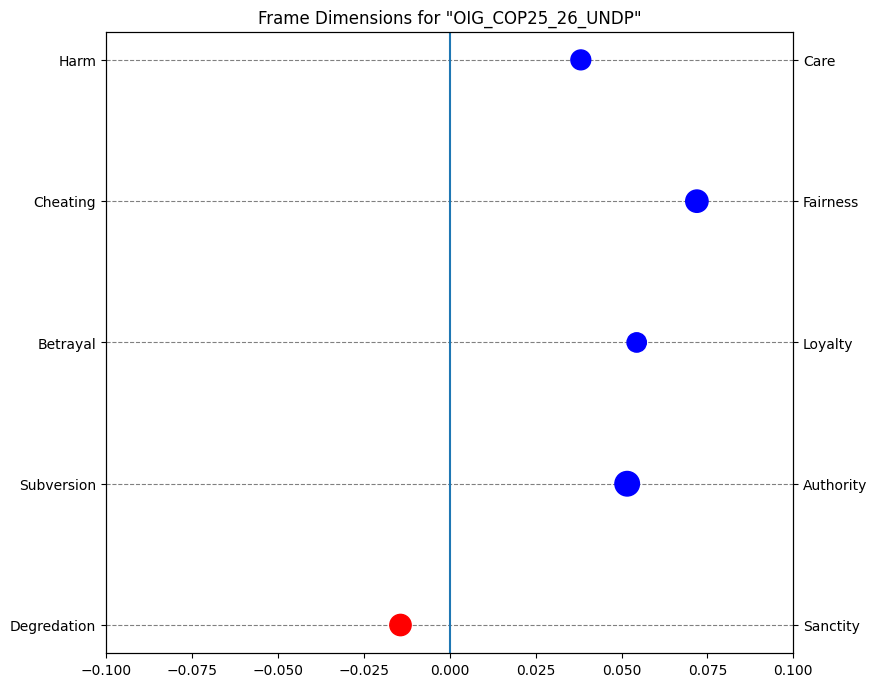 Frame Dimensions for "OIG_COP25_26_UNDP"
Harm Care
Cheating Fairness
Betrayal Loyalty
Subversion Authority
Degredation Sanctity
−0.100 −0.075 −0.050 −0.025 0.000 0.025 0.050 0.075 0.100